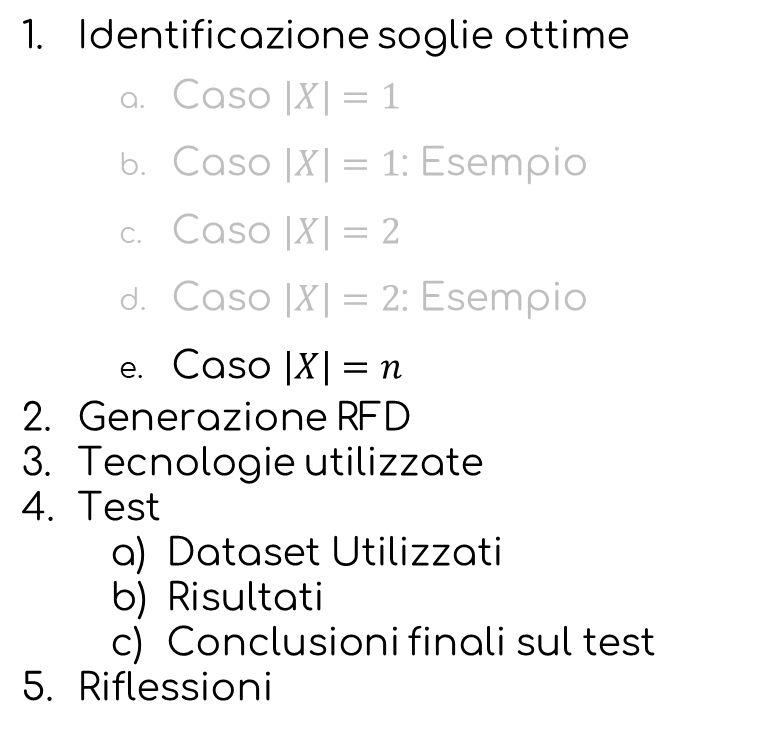 1. Identificazione soglie ottime
a. Caso |X| = 1
b. Caso |X| = 1: Esempio
c. Caso |X| = 2
d. Caso |X| = 2: Esempio
e. Caso |X| = n
2. Generazione RFD
3. Tecnologie utilizzate
4. Test
a) Dataset Utilizzati
b) Risultati
c) Conclusioni finali sul test
5. Riflessioni